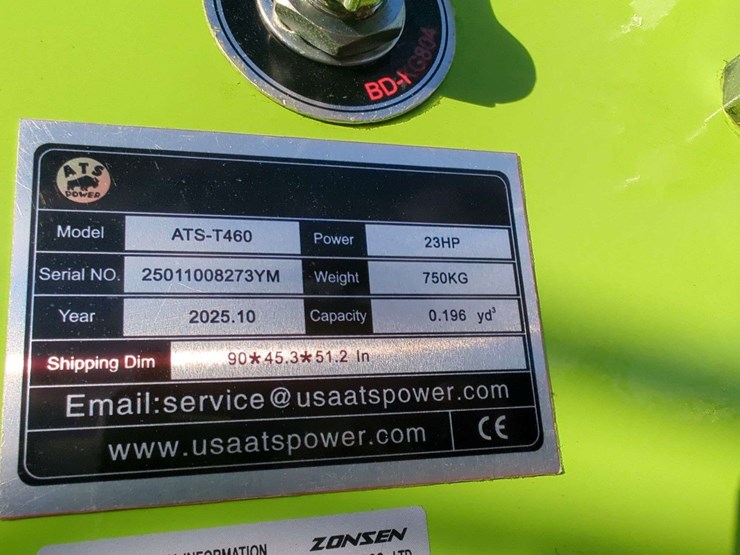 BD-KG804
ATS
POWER
Model ATS-T460 Power 23HP
Serial NO. 25011008273YM Weight 750KG
Year 2025.10 Capacity 0.196 yd³
Shipping Dim 90*45.3*51.2 In
Email:service@usaatspower.com
www.usaatspower.com CE
INFORMATION ZONSEN
LTD